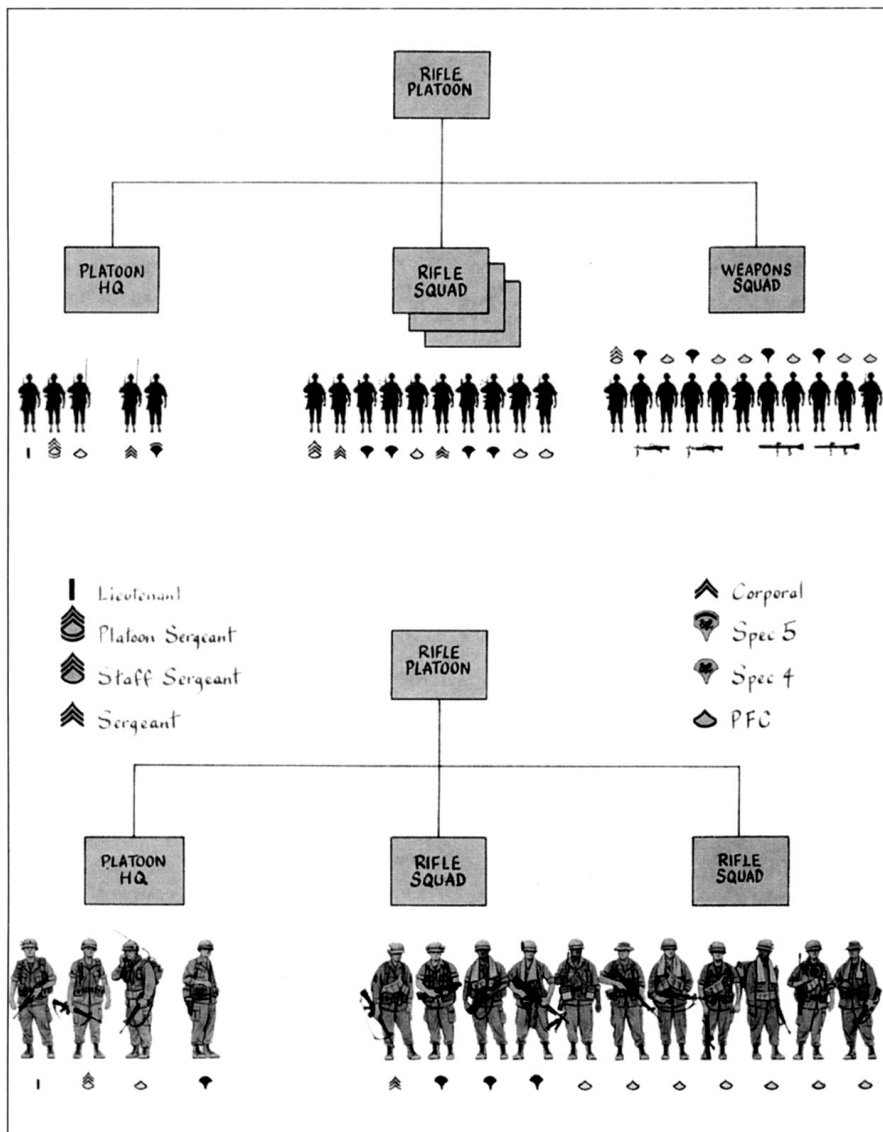 RIFLE
PLATOON
PLATOON
HQ
RIFLE
SQUAD
WEAPONS
SQUAD
Lieutenant
Platoon Sergeant
Staff Sergeant
Sergeant
Corporal
Spec 5
Spec 4
PFC
RIFLE
PLATOON
PLATOON
HQ
RIFLE
SQUAD
RIFLE
SQUAD